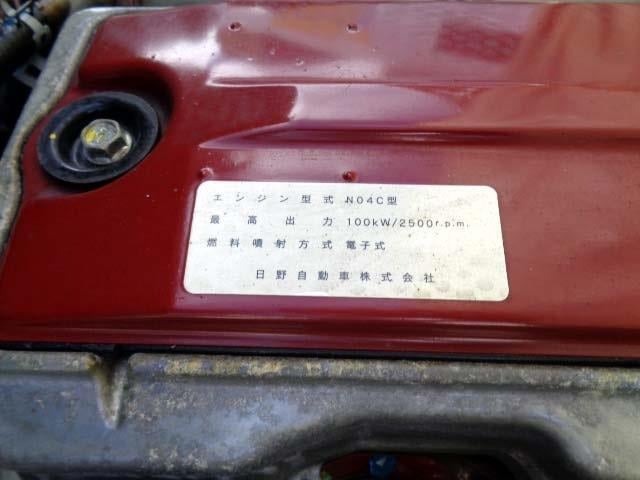 エンジン型式 N04C型
最高出力 100kW/2500r.p.m.
燃料噴射方式 電子式
日野自動車株式会社